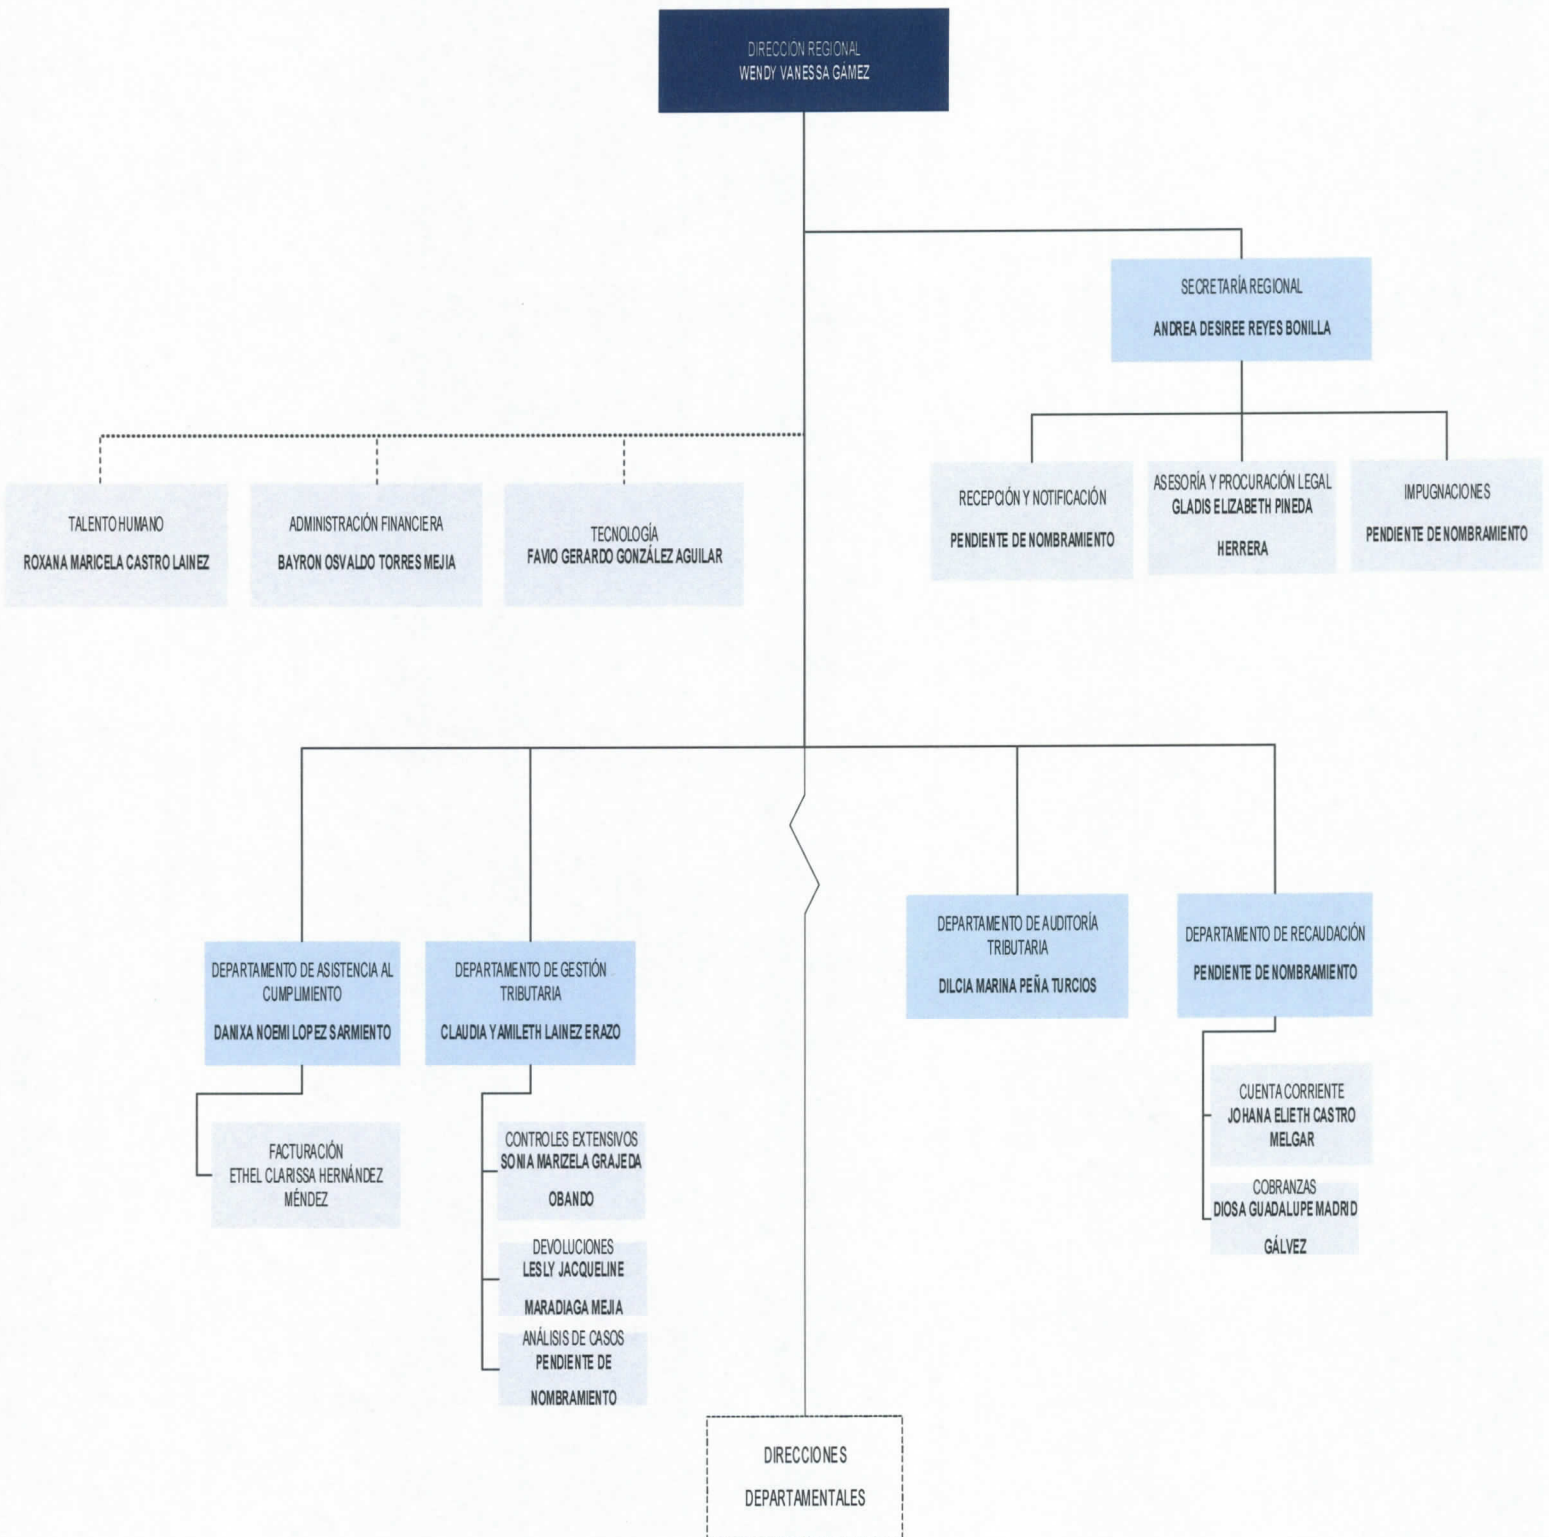 DIRECCIÓN REGIONAL
WENDY VANESSA GÁMEZ
SECRETARÍA REGIONAL
ANDREA DESIREE REYES BONILLA
TALENTO HUMANO
ROXANA MARICELA CASTRO LAINEZ
ADMINISTRACIÓN FINANCIERA
BAYRON OSVALDO TORRES MEJIA
TECNOLOGÍA
FAVIO GERARDO GONZÁLEZ AGUILAR
RECEPCIÓN Y NOTIFICACIÓN
PENDIENTE DE NOMBRAMIENTO
ASESORÍA Y PROCURACIÓN LEGAL
GLADIS ELIZABETH PINEDA
HERRERA
IMPUGNACIONES
PENDIENTE DE NOMBRAMIENTO
DEPARTAMENTO DE ASISTENCIA AL
CUMPLIMIENTO
DANIXA NOEMI LOPEZ SARMIENTO
FACTURACIÓN
ETHEL CLARISSA HERNÁNDEZ
MÉNDEZ
DEPARTAMENTO DE GESTIÓN
TRIBUTARIA
CLAUDIA YAMILETH LAINEZ ERAZO
CONTROLES EXTENSIVOS
SONIA MARIZELA GRAJEDA
OBANDO
DEVOLUCIONES
LESLY JACQUELINE
MARADIAGA MEJIA
ANÁLISIS DE CASOS
PENDIENTE DE
NOMBRAMIENTO
DEPARTAMENTO DE AUDITORÍA
TRIBUTARIA
DILCIA MARINA PEÑA TURCIOS
DEPARTAMENTO DE RECAUDACIÓN
PENDIENTE DE NOMBRAMIENTO
CUENTA CORRIENTE
JOHANA ELIETH CASTRO
MELGAR
COBRANZAS
DIOSA GUADALUPE MADRID
GÁLVEZ
DIRECCIONES
DEPARTAMENTALES